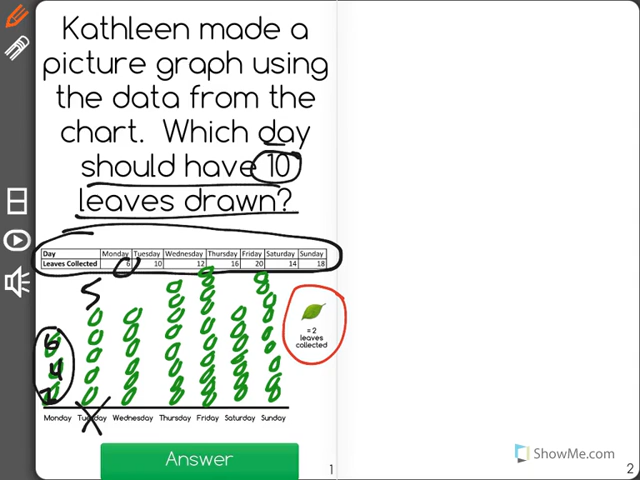 Kathleen made a
picture graph using
the data from the
chart. Which day
should have 10
leaves drawn?
Day Monday Tuesday Wednesday Thursday Friday Saturday Sunday
Leaves Collected 6 10 12 16 20 14 18
= 2
leaves
collected
5
6
4
2
Monday Tuesday Wednesday Thursday Friday Saturday Sunday
Answer
1
ShowMe.com
2